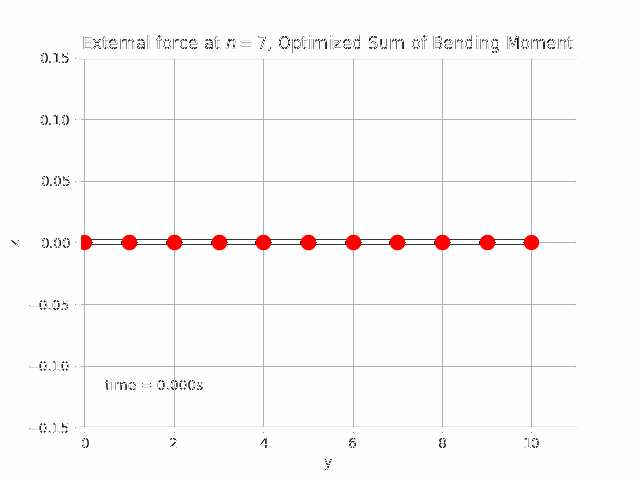 External force at n = 7, Optimized Sum of Bending Moment
0.15
0.10
0.05
0.00
−0.05
−0.10
−0.15
time = 0.000s
0 2 4 6 8 10
y